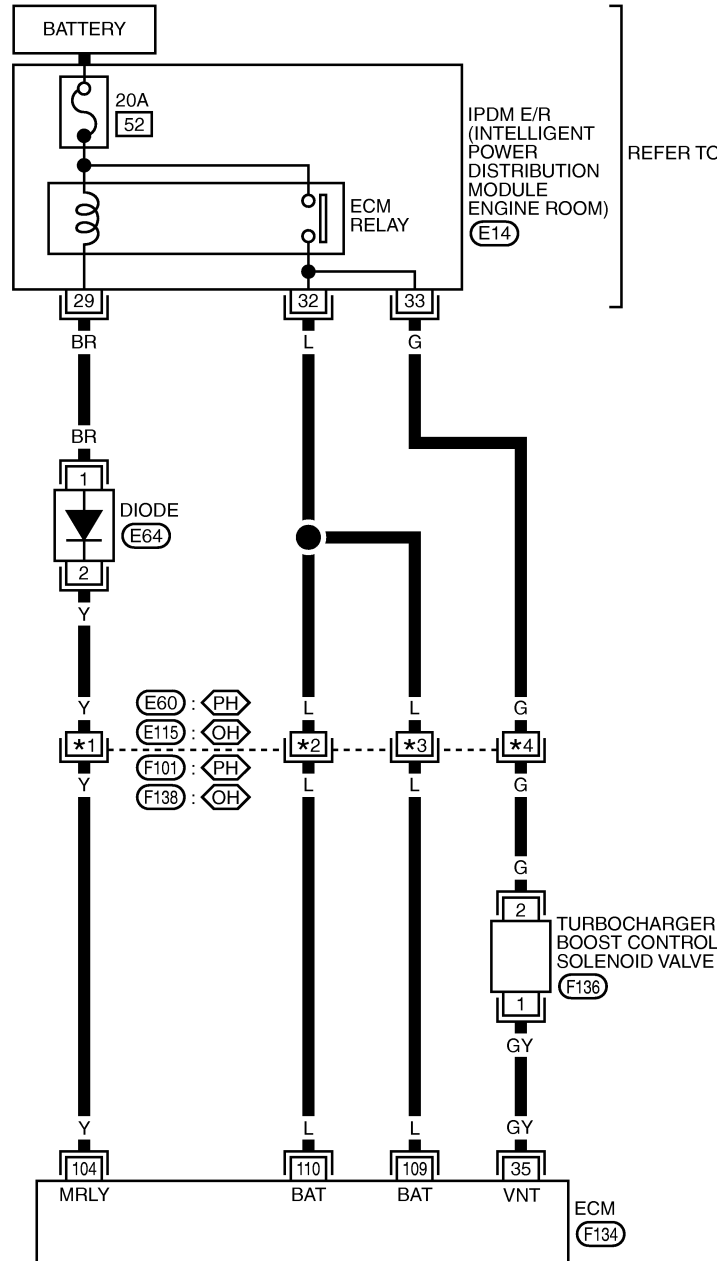 BATTERY
20A
52
IPDM E/R
(INTELLIGENT
POWER
DISTRIBUTION
MODULE
ENGINE ROOM)
E14
REFER TO
ECM
RELAY
29
32
33
BR
L
G
BR
1
DIODE
E64
2
Y
Y
L
L
G
E60 : PH
E115 : OH
*1
*2
*3
*4
F101 : PH
F138 : OH
Y
L
L
G
G
2
TURBOCHARGER
BOOST CONTROL
SOLENOID VALVE
F136
1
GY
Y
L
L
GY
104
110
109
35
MRLY
BAT
BAT
VNT
ECM
F134